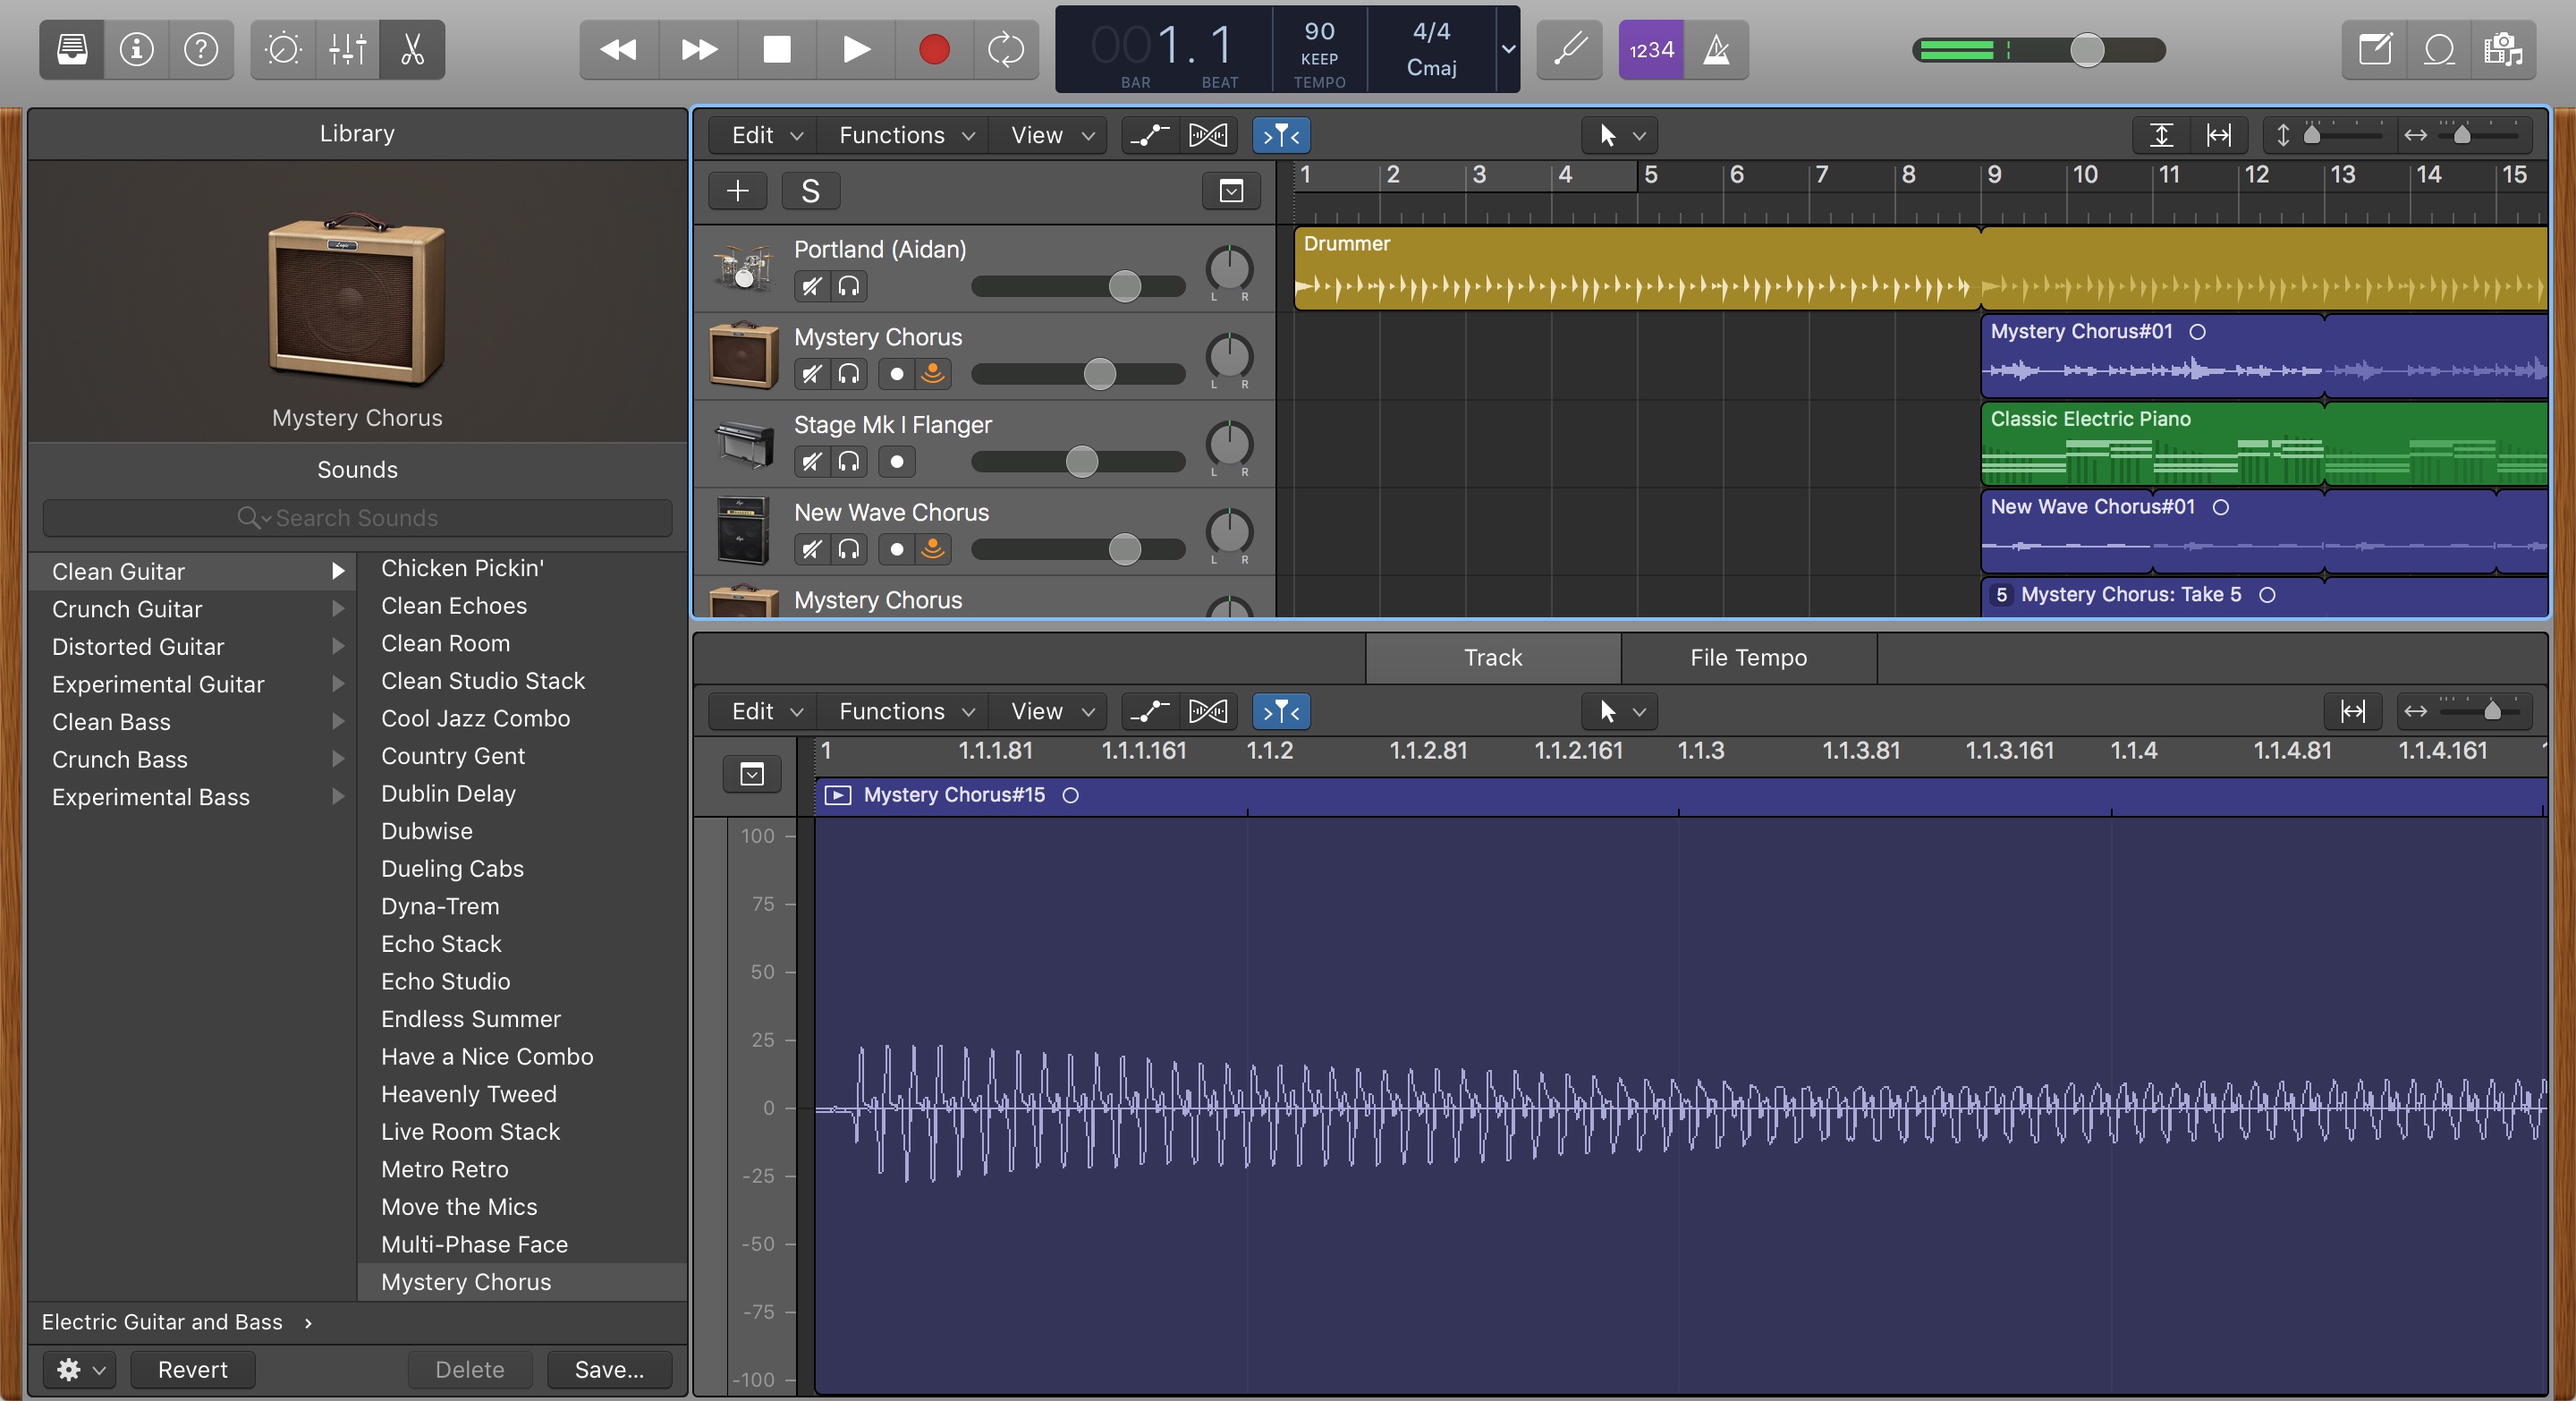 001. 1
BAR
BEAT
90
KEEP
TEMPO
4/4
Cmaj
1234
Library
Mystery Chorus
Sounds
Search Sounds
Clean Guitar
Crunch Guitar
Distorted Guitar
Experimental Guitar
Clean Bass
Crunch Bass
Experimental Bass
Chicken Pickin'
Clean Echoes
Clean Room
Clean Studio Stack
Cool Jazz Combo
Country Gent
Dublin Delay
Dubwise
Dueling Cabs
Dyna-Trem
Echo Stack
Echo Studio
Endless Summer
Have a Nice Combo
Heavenly Tweed
Live Room Stack
Metro Retro
Move the Mics
Multi-Phase Face
Mystery Chorus
Electric Guitar and Bass
Revert Delete Save...
Edit Functions View
S
1 2 3 4 5 6 7 8 9 10 11 12 13 14 15
Portland (Aidan)
L R
Drummer
Mystery Chorus
L R
Mystery Chorus#01
Stage Mk I Flanger
L R
Classic Electric Piano
New Wave Chorus
L R
New Wave Chorus#01
Mystery Chorus
5 Mystery Chorus: Take 5
Track File Tempo
Edit Functions View
1 1.1.1.81 1.1.1.161 1.1.2 1.1.2.81 1.1.2.161 1.1.3 1.1.3.81 1.1.3.161 1.1.4 1.1.4.81 1.1.4.161
Mystery Chorus#15
100
75
50
25
0
-25
-50
-75
-100